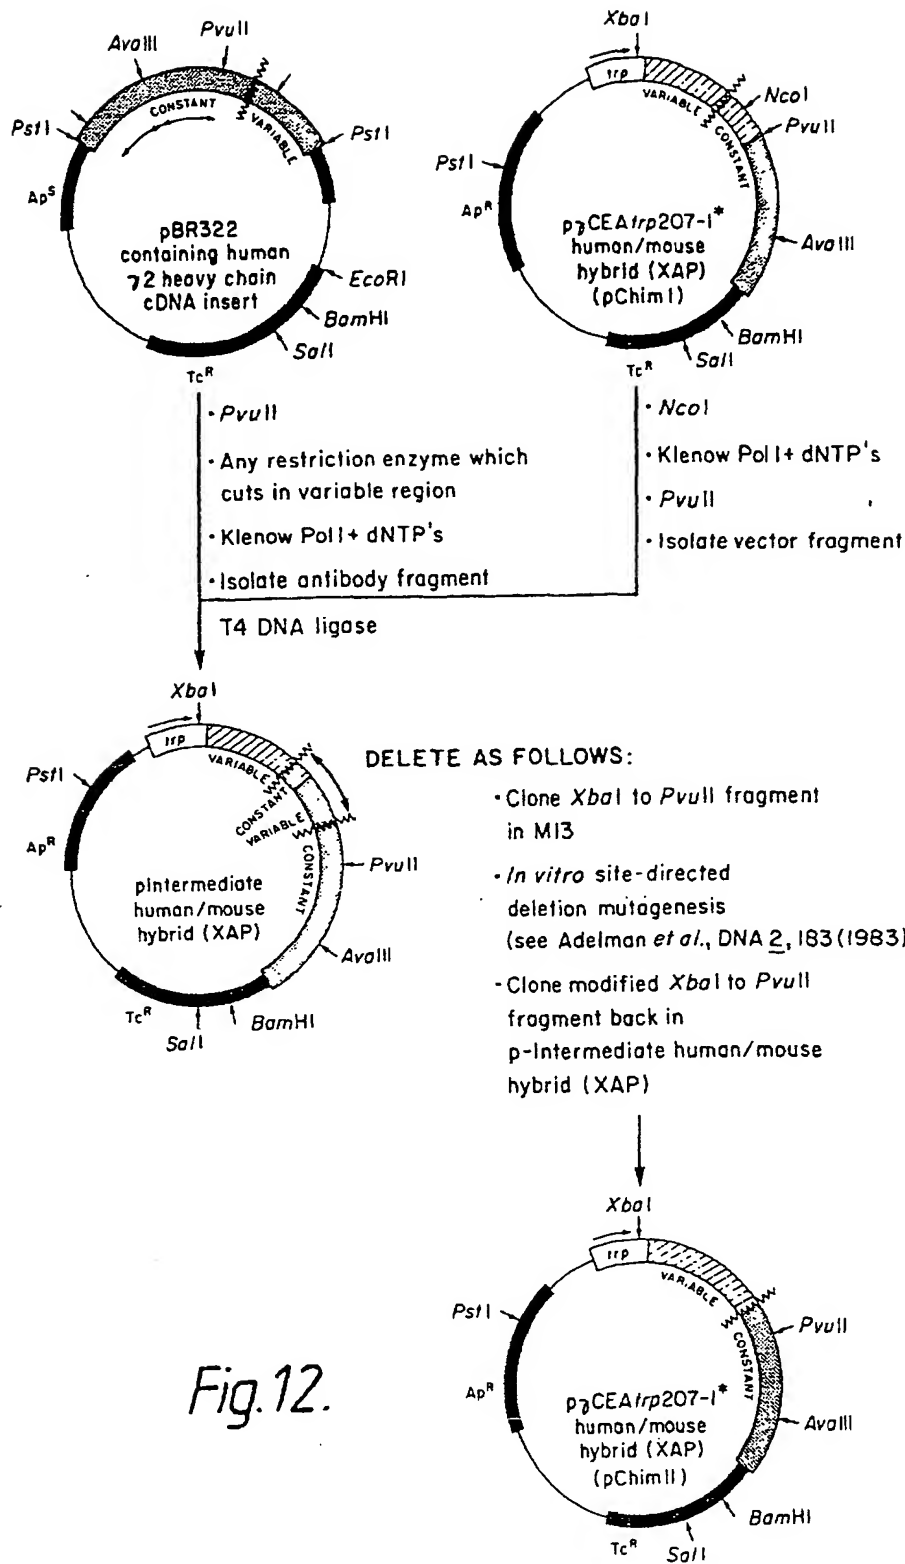 PvuII
AvaIII
CONSTANT
VARIABLE
PstI
PstI
Ap^S
pBR322
containing human
γ2 heavy chain
cDNA insert
EcoRI
BamHI
SalI
Tc^R
XbaI
trp
VARIABLE
CONSTANT
NcoI
PvuII
PstI
Ap^R
pγCEAtrp207-1*
human/mouse
hybrid (XAP)
(pChimI)
AvaIII
BamHI
SalI
Tc^R
· PvuII
· Any restriction enzyme which
cuts in variable region
· Klenow Pol I + dNTP's
· Isolate antibody fragment
· NcoI
· Klenow Pol I + dNTP's
· PvuII
· Isolate vector fragment
T4 DNA ligase
XbaI
trp
VARIABLE
CONSTANT
VARIABLE
CONSTANT
PstI
Ap^R
PvuII
pIntermediate
human/mouse
hybrid (XAP)
AvaIII
Tc^R
SalI
BamHI
DELETE AS FOLLOWS:
· Clone XbaI to PvuII fragment
in M13
· In vitro site-directed
deletion mutagenesis
(see Adelman et al., DNA 2, 183 (1983)
- Clone modified XbaI to PvuII
fragment back in
p-Intermediate human/mouse
hybrid (XAP)
XbaI
trp
VARIABLE
CONSTANT
PstI
PvuII
Ap^R
pγCEAtrp207-1*
human/mouse
hybrid (XAP)
(pChimII)
AvaIII
BamHI
Tc^R
SalI
Fig.12.